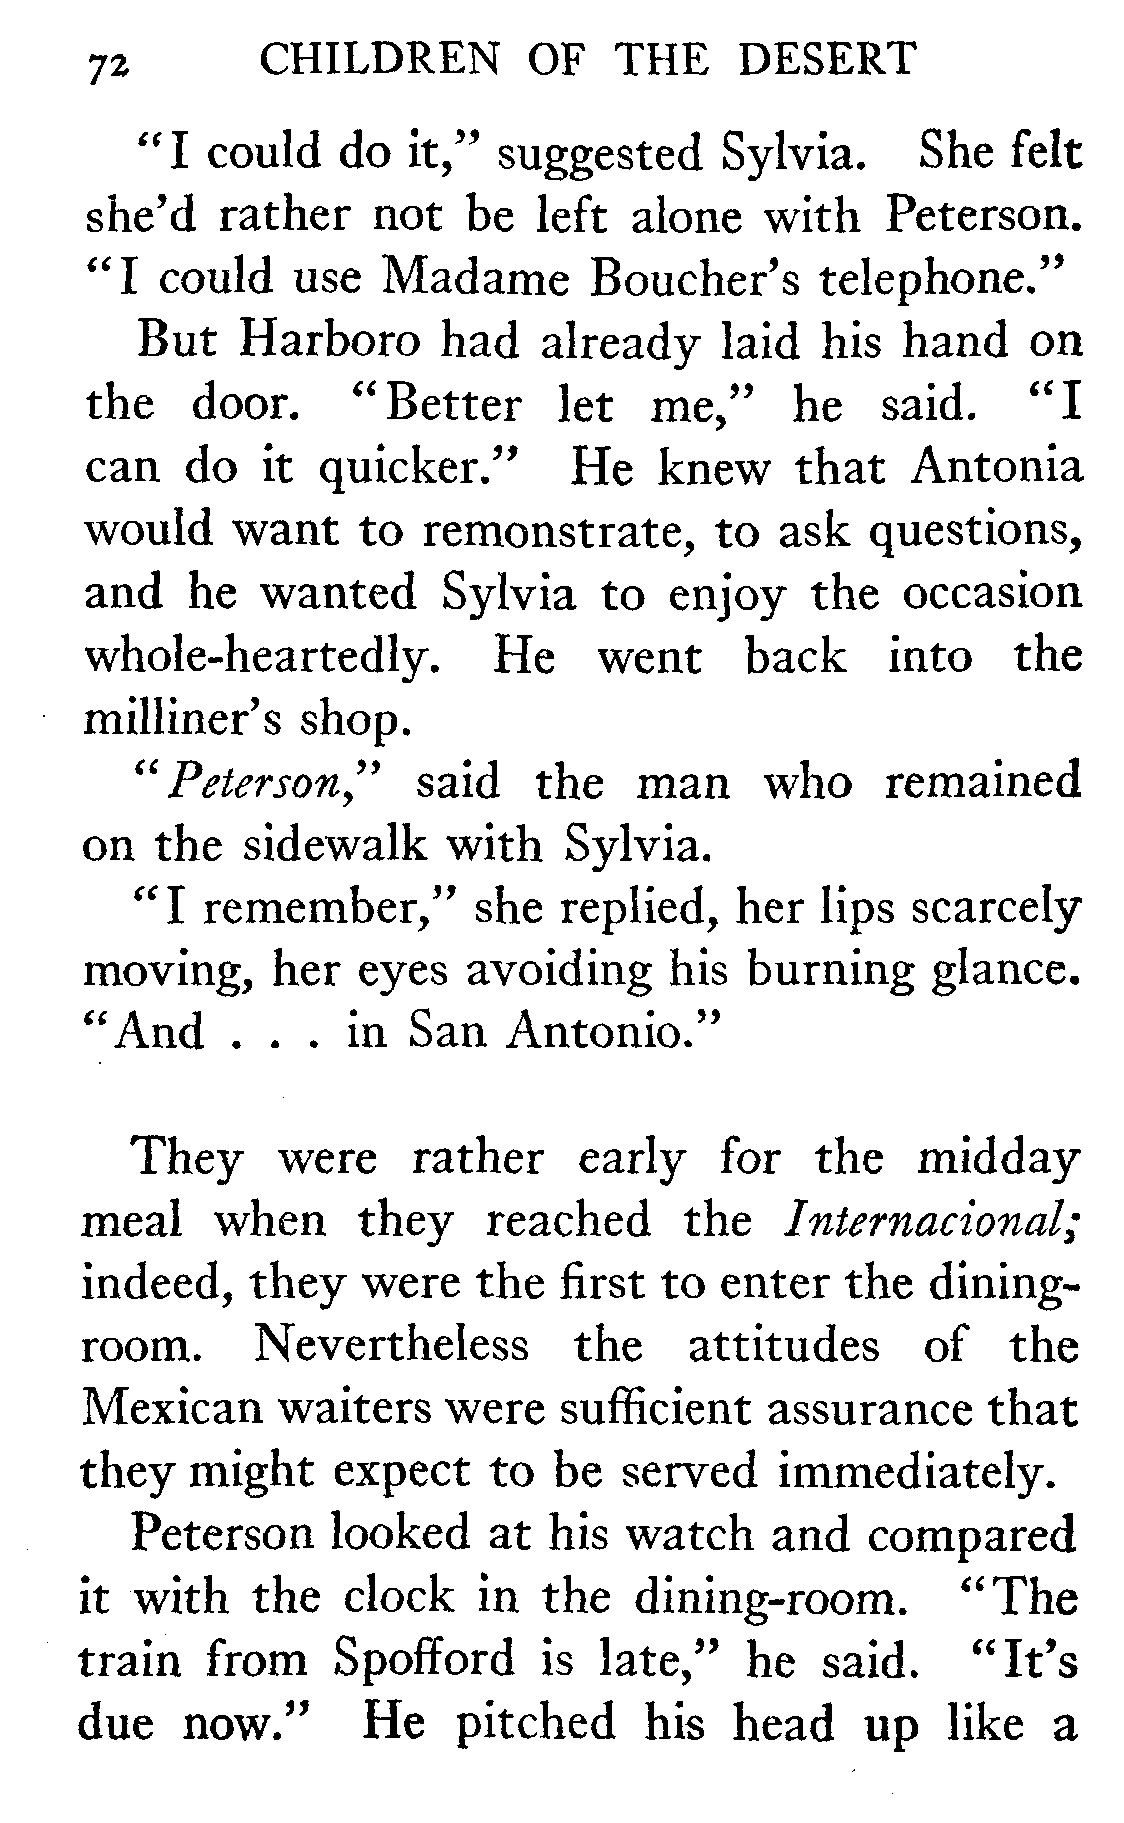 72 CHILDREN OF THE DESERT
“I could do it,” suggested Sylvia. She felt
she’d rather not be left alone with Peterson.
“I could use Madame Boucher’s telephone.”
But Harboro had already laid his hand on
the door. “Better let me,” he said. “I
can do it quicker.” He knew that Antonia
would want to remonstrate, to ask questions,
and he wanted Sylvia to enjoy the occasion
whole-heartedly. He went back into the
milliner’s shop.
“Peterson,” said the man who remained
on the sidewalk with Sylvia.
“I remember,” she replied, her lips scarcely
moving, her eyes avoiding his burning glance.
“And . . . in San Antonio.”
They were rather early for the midday
meal when they reached the Internacional;
indeed, they were the first to enter the dining-
room. Nevertheless the attitudes of the
Mexican waiters were sufficient assurance that
they might expect to be served immediately.
Peterson looked at his watch and compared
it with the clock in the dining-room. “The
train from Spofford is late,” he said. “It’s
due now.” He pitched his head up like a